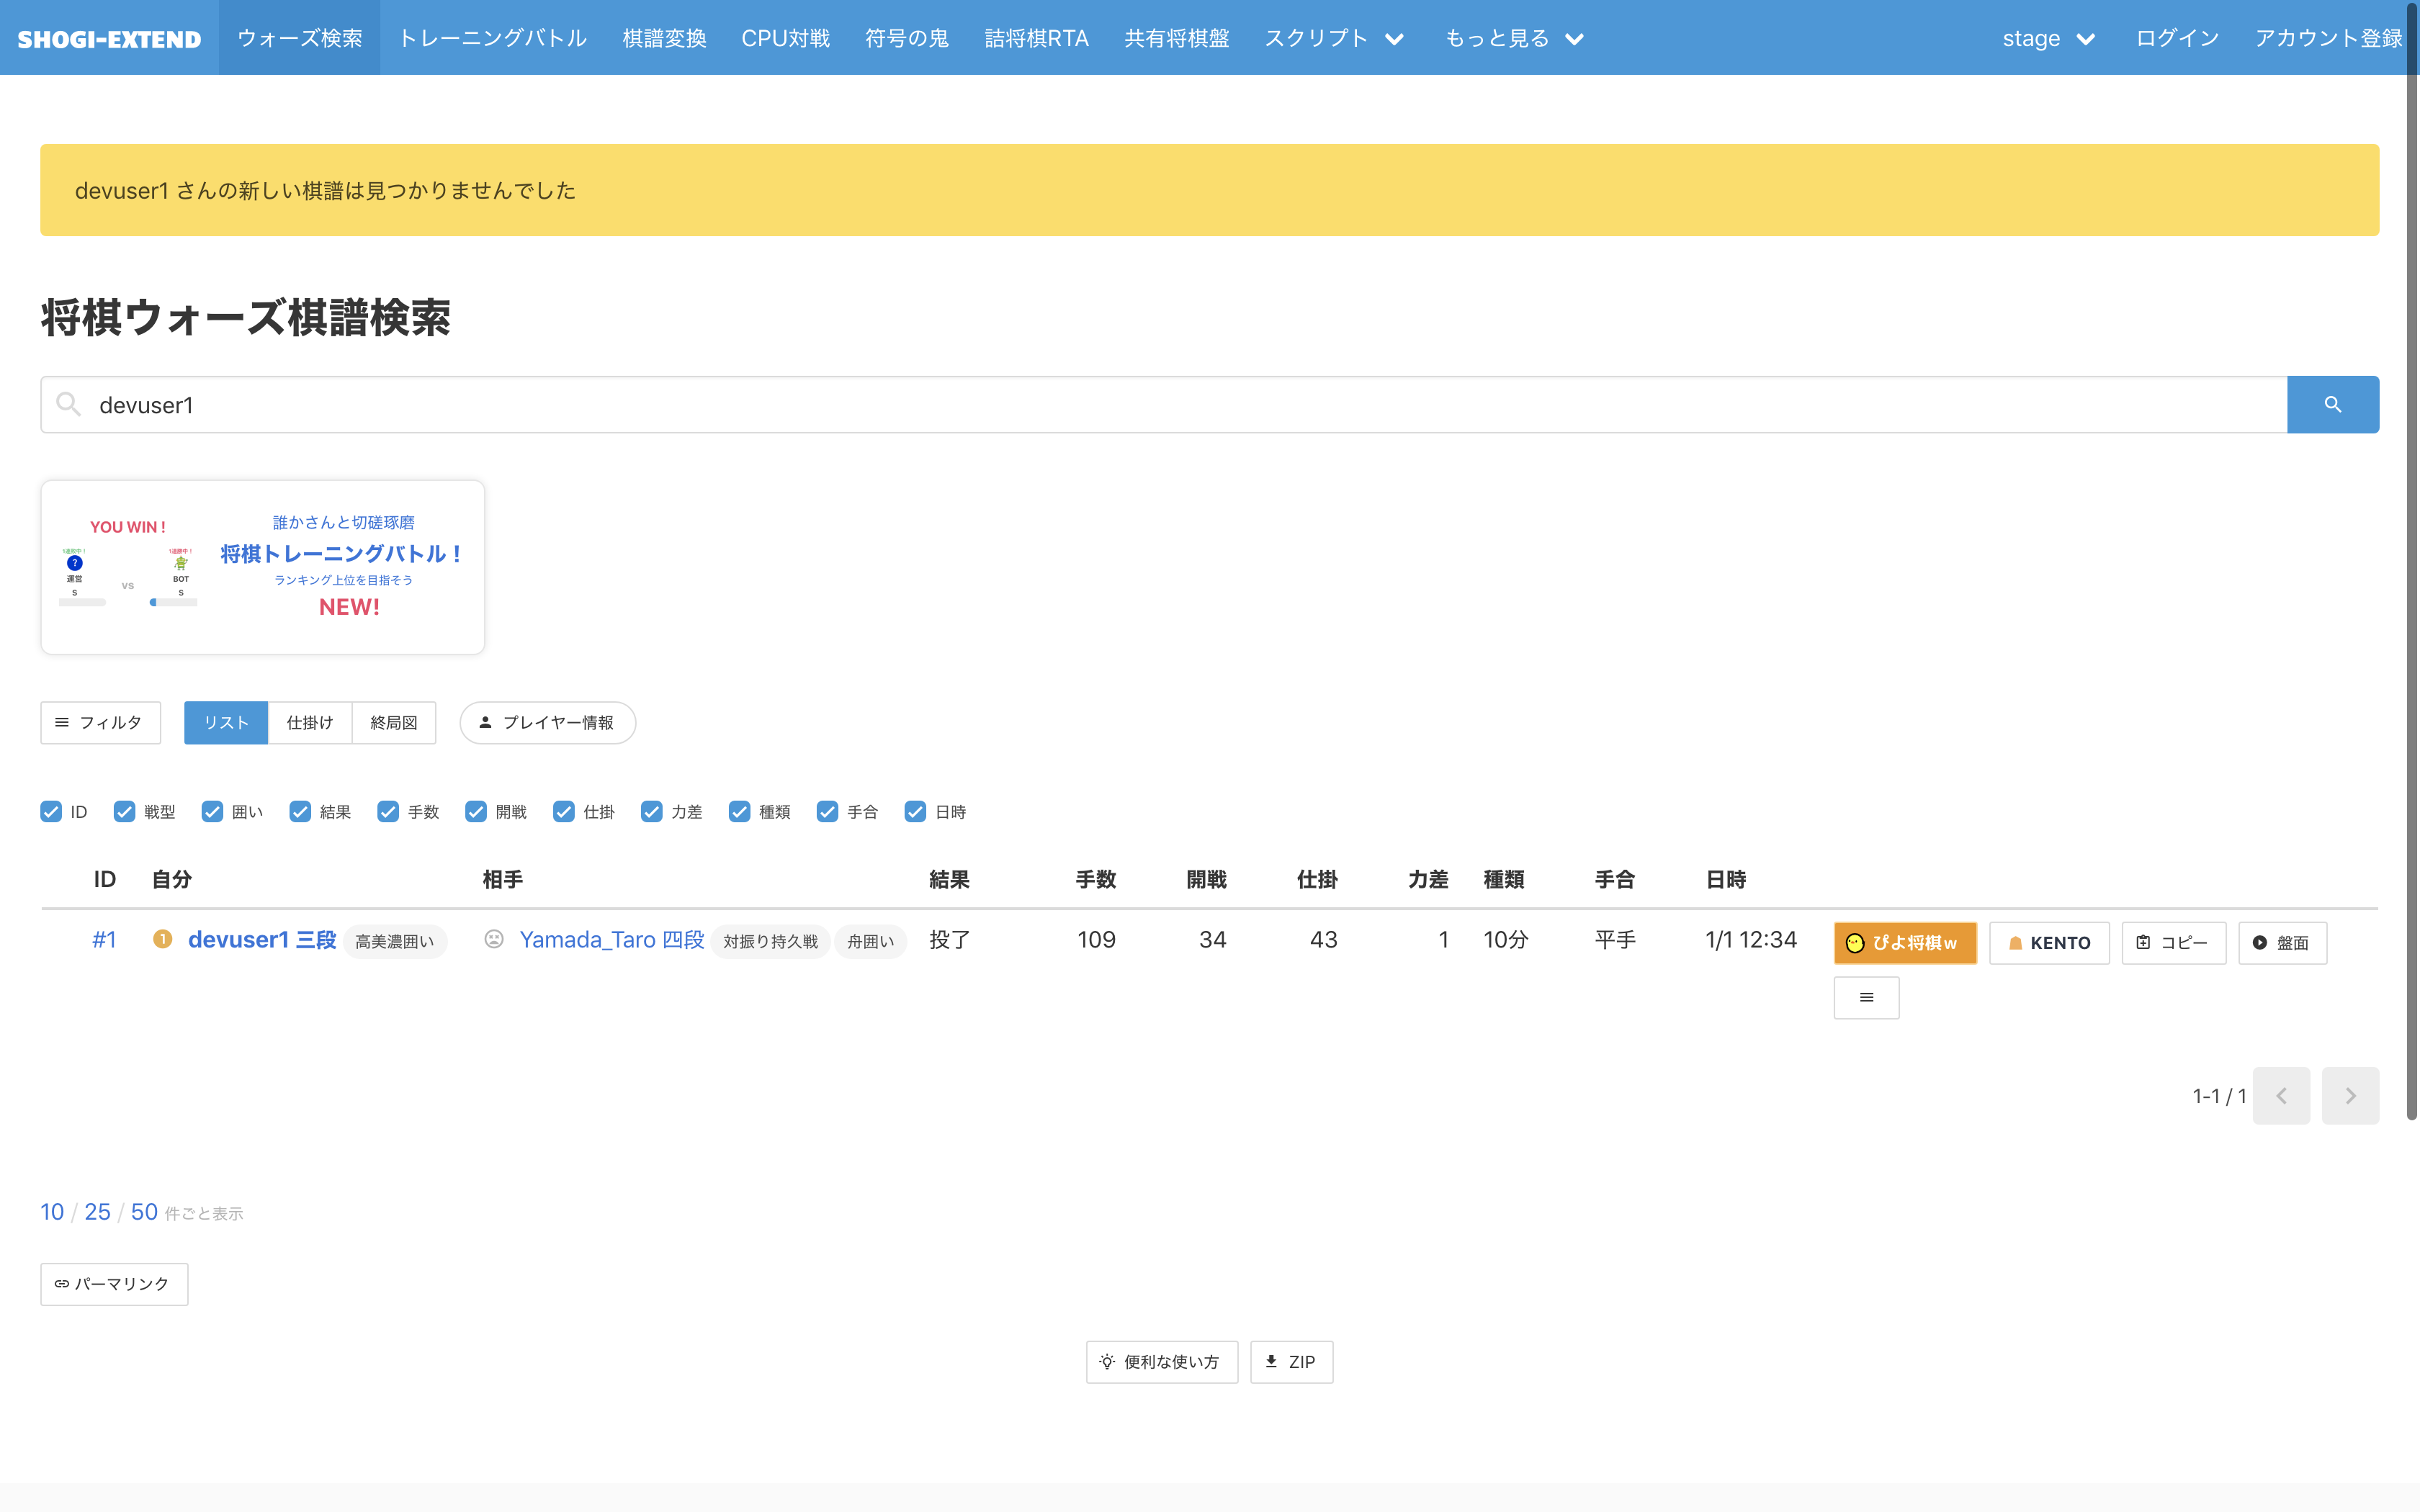 SHOGI-EXTEND ウォーズ検索 トレーニングバトル 棋譜変換 CPU対戦 符号の鬼 詰将棋RTA 共有将棋盤 スクリプト もっと見る stage ログイン アカウント登録
devuser1 さんの新しい棋譜は見つかりませんでした
将棋ウォーズ棋譜検索
devuser1
YOU WIN !
1連敗中！ 1連勝中！
?
運営 vs BOT
S S
誰かさんと切磋琢磨
将棋トレーニングバトル！
ランキング上位を目指そう
NEW!
フィルタ リスト 仕掛け 終局図 プレイヤー情報
ID 戦型 囲い 結果 手数 開戦 仕掛 力差 種類 手合 日時
ID 自分 相手 結果 手数 開戦 仕掛 力差 種類 手合 日時
#1 1 devuser1 三段 高美濃囲い Yamada_Taro 四段 対振り持久戦 舟囲い 投了 109 34 43 1 10分 平手 1/1 12:34 ぴよ将棋w KENTO コピー 盤面
1-1 / 1
10 / 25 / 50 件ごと表示
パーマリンク
便利な使い方 ZIP